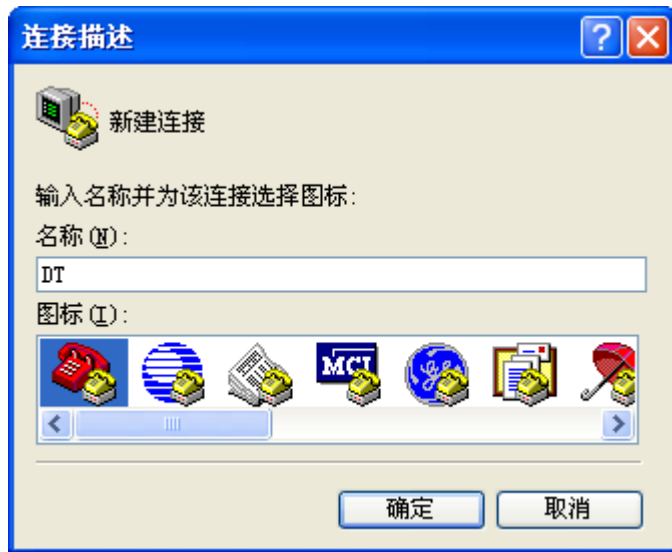 连接描述
新建连接
输入名称并为该连接选择图标:
名称(N):
DT
图标(I):
MCI
确定
取消